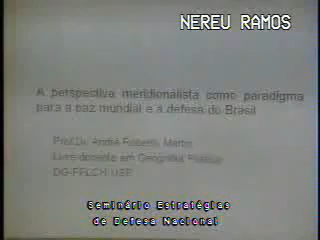 NEREU RAMOS
A perspectiva meridionalista como paradigma
para a paz mundial e a defesa do Brasil
Prof.Dr. André Roberto Martin
Livre-docente em Geografia Política
DG-FFLCH USP
Seminário Estratégias
de Defesa Nacional